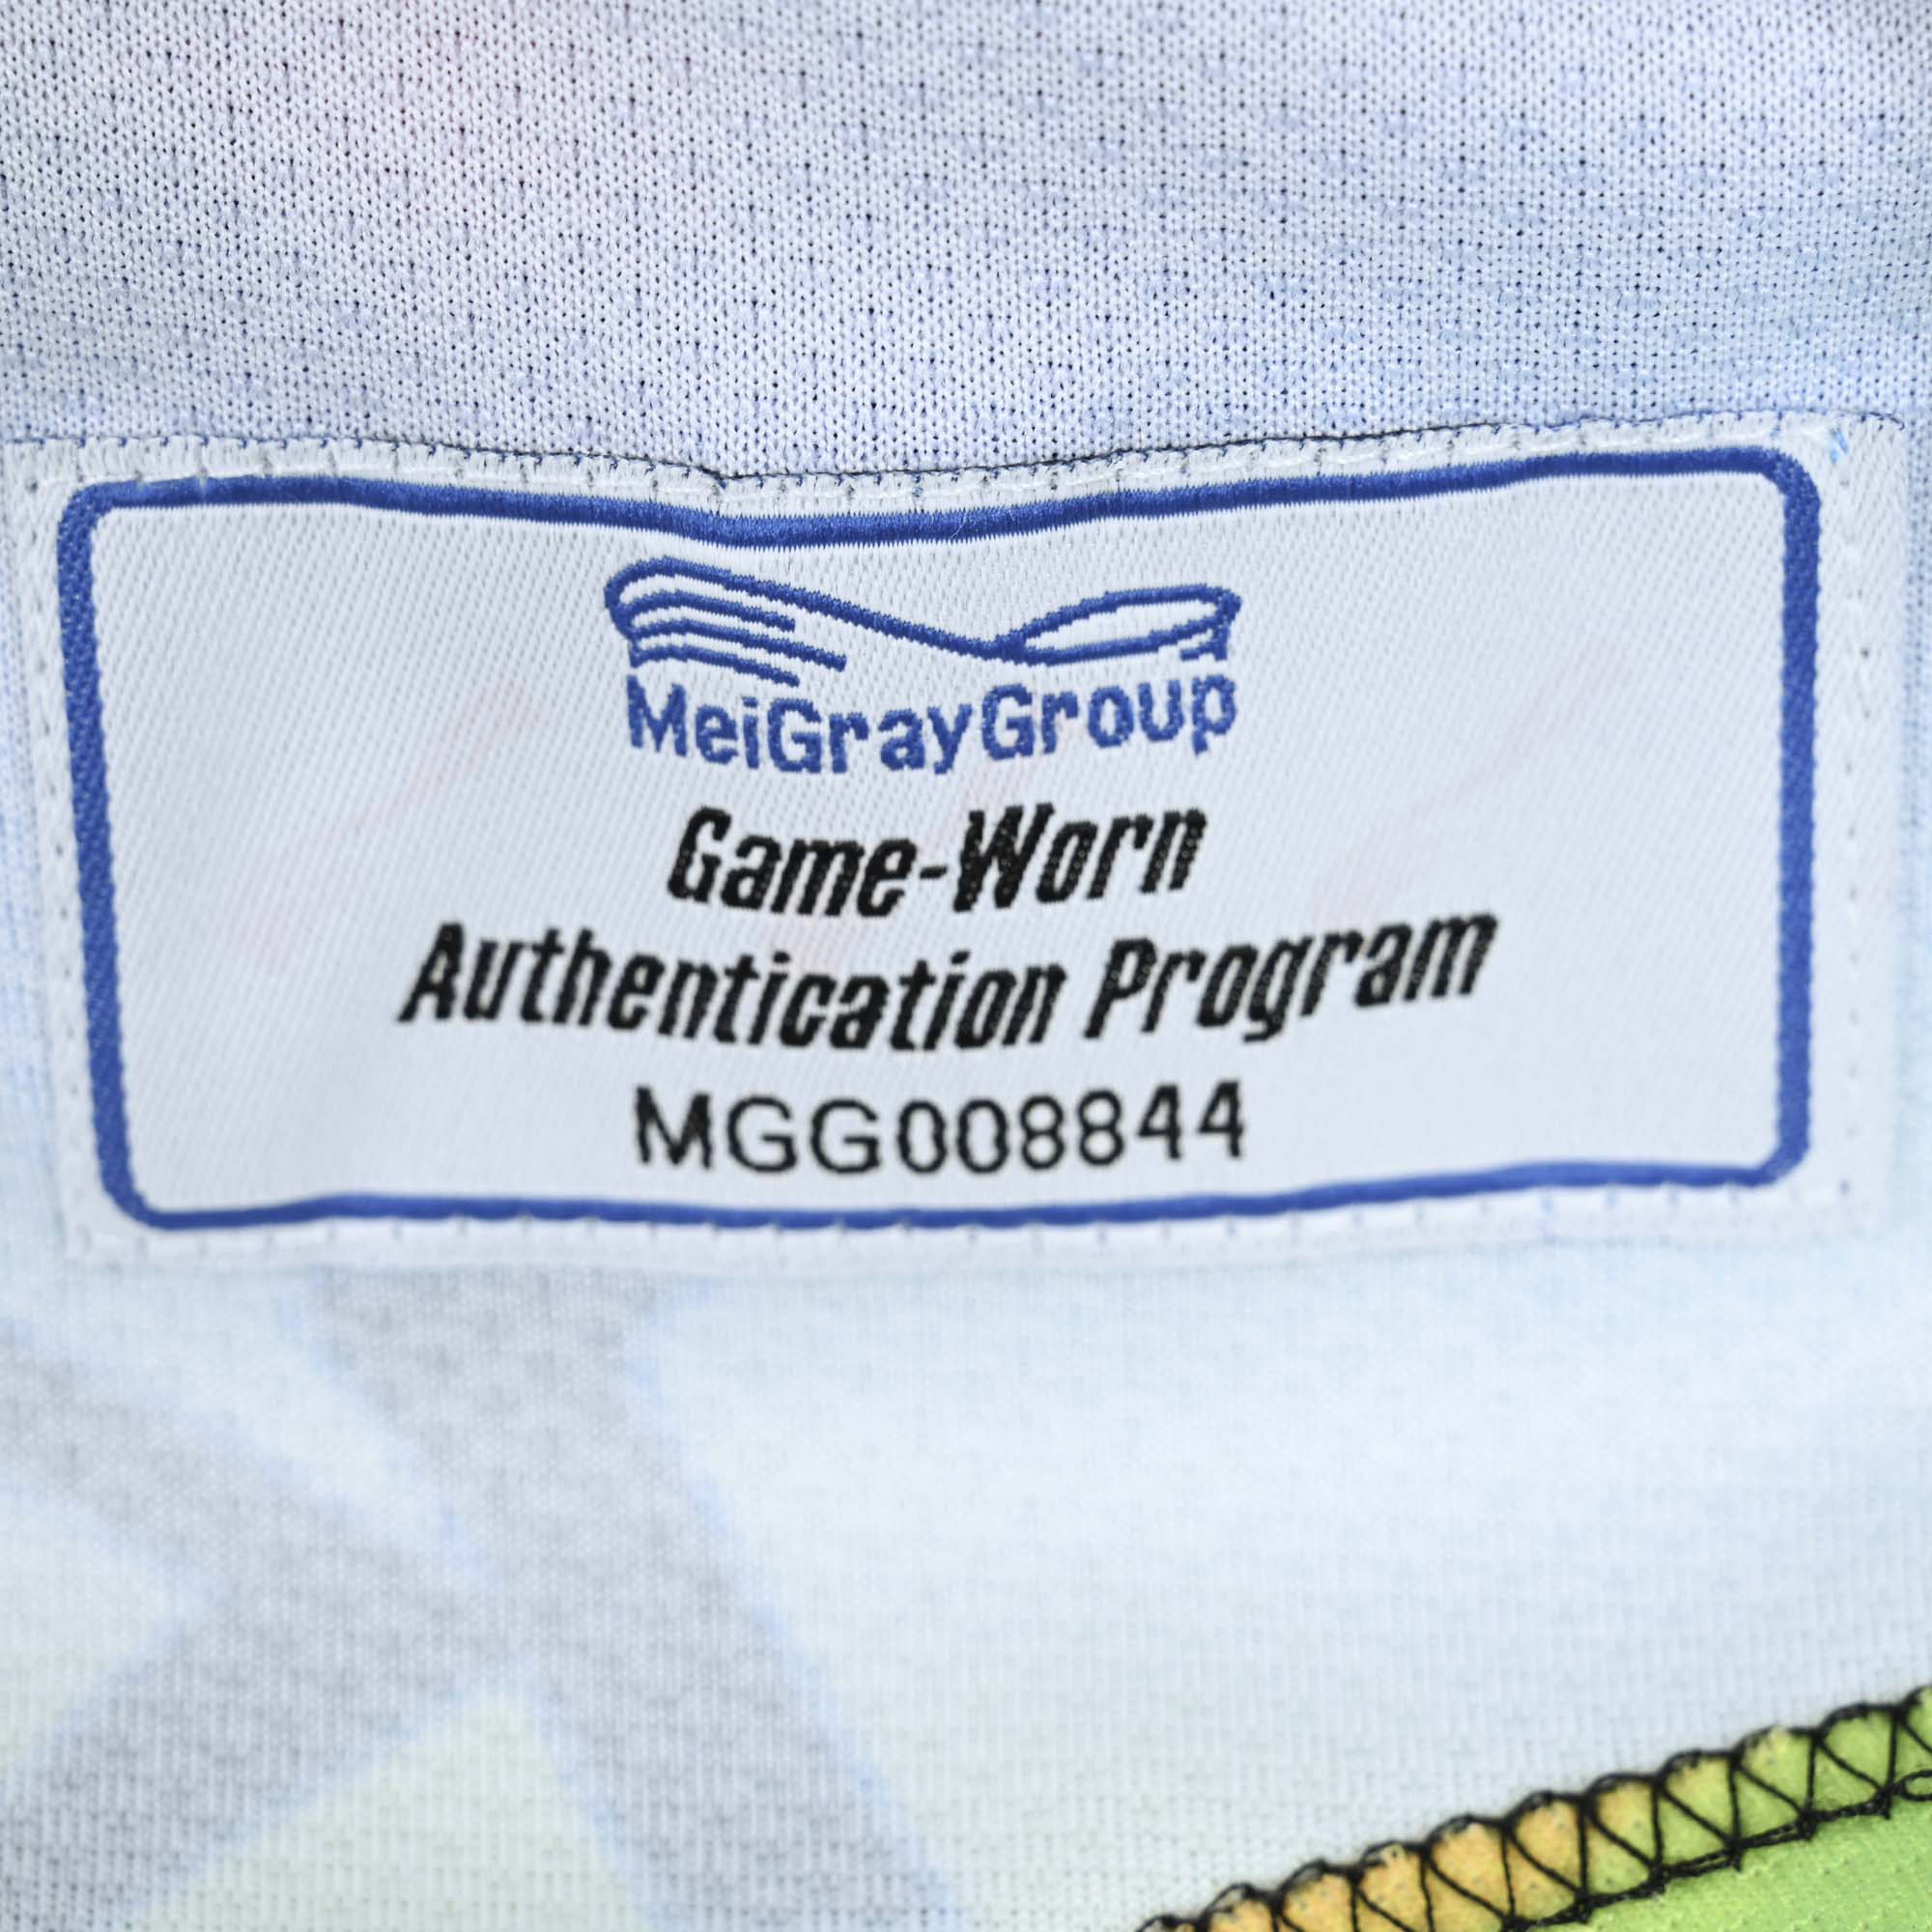 MeiGrayGroup
Game-Worn
Authentication Program
MGG008844